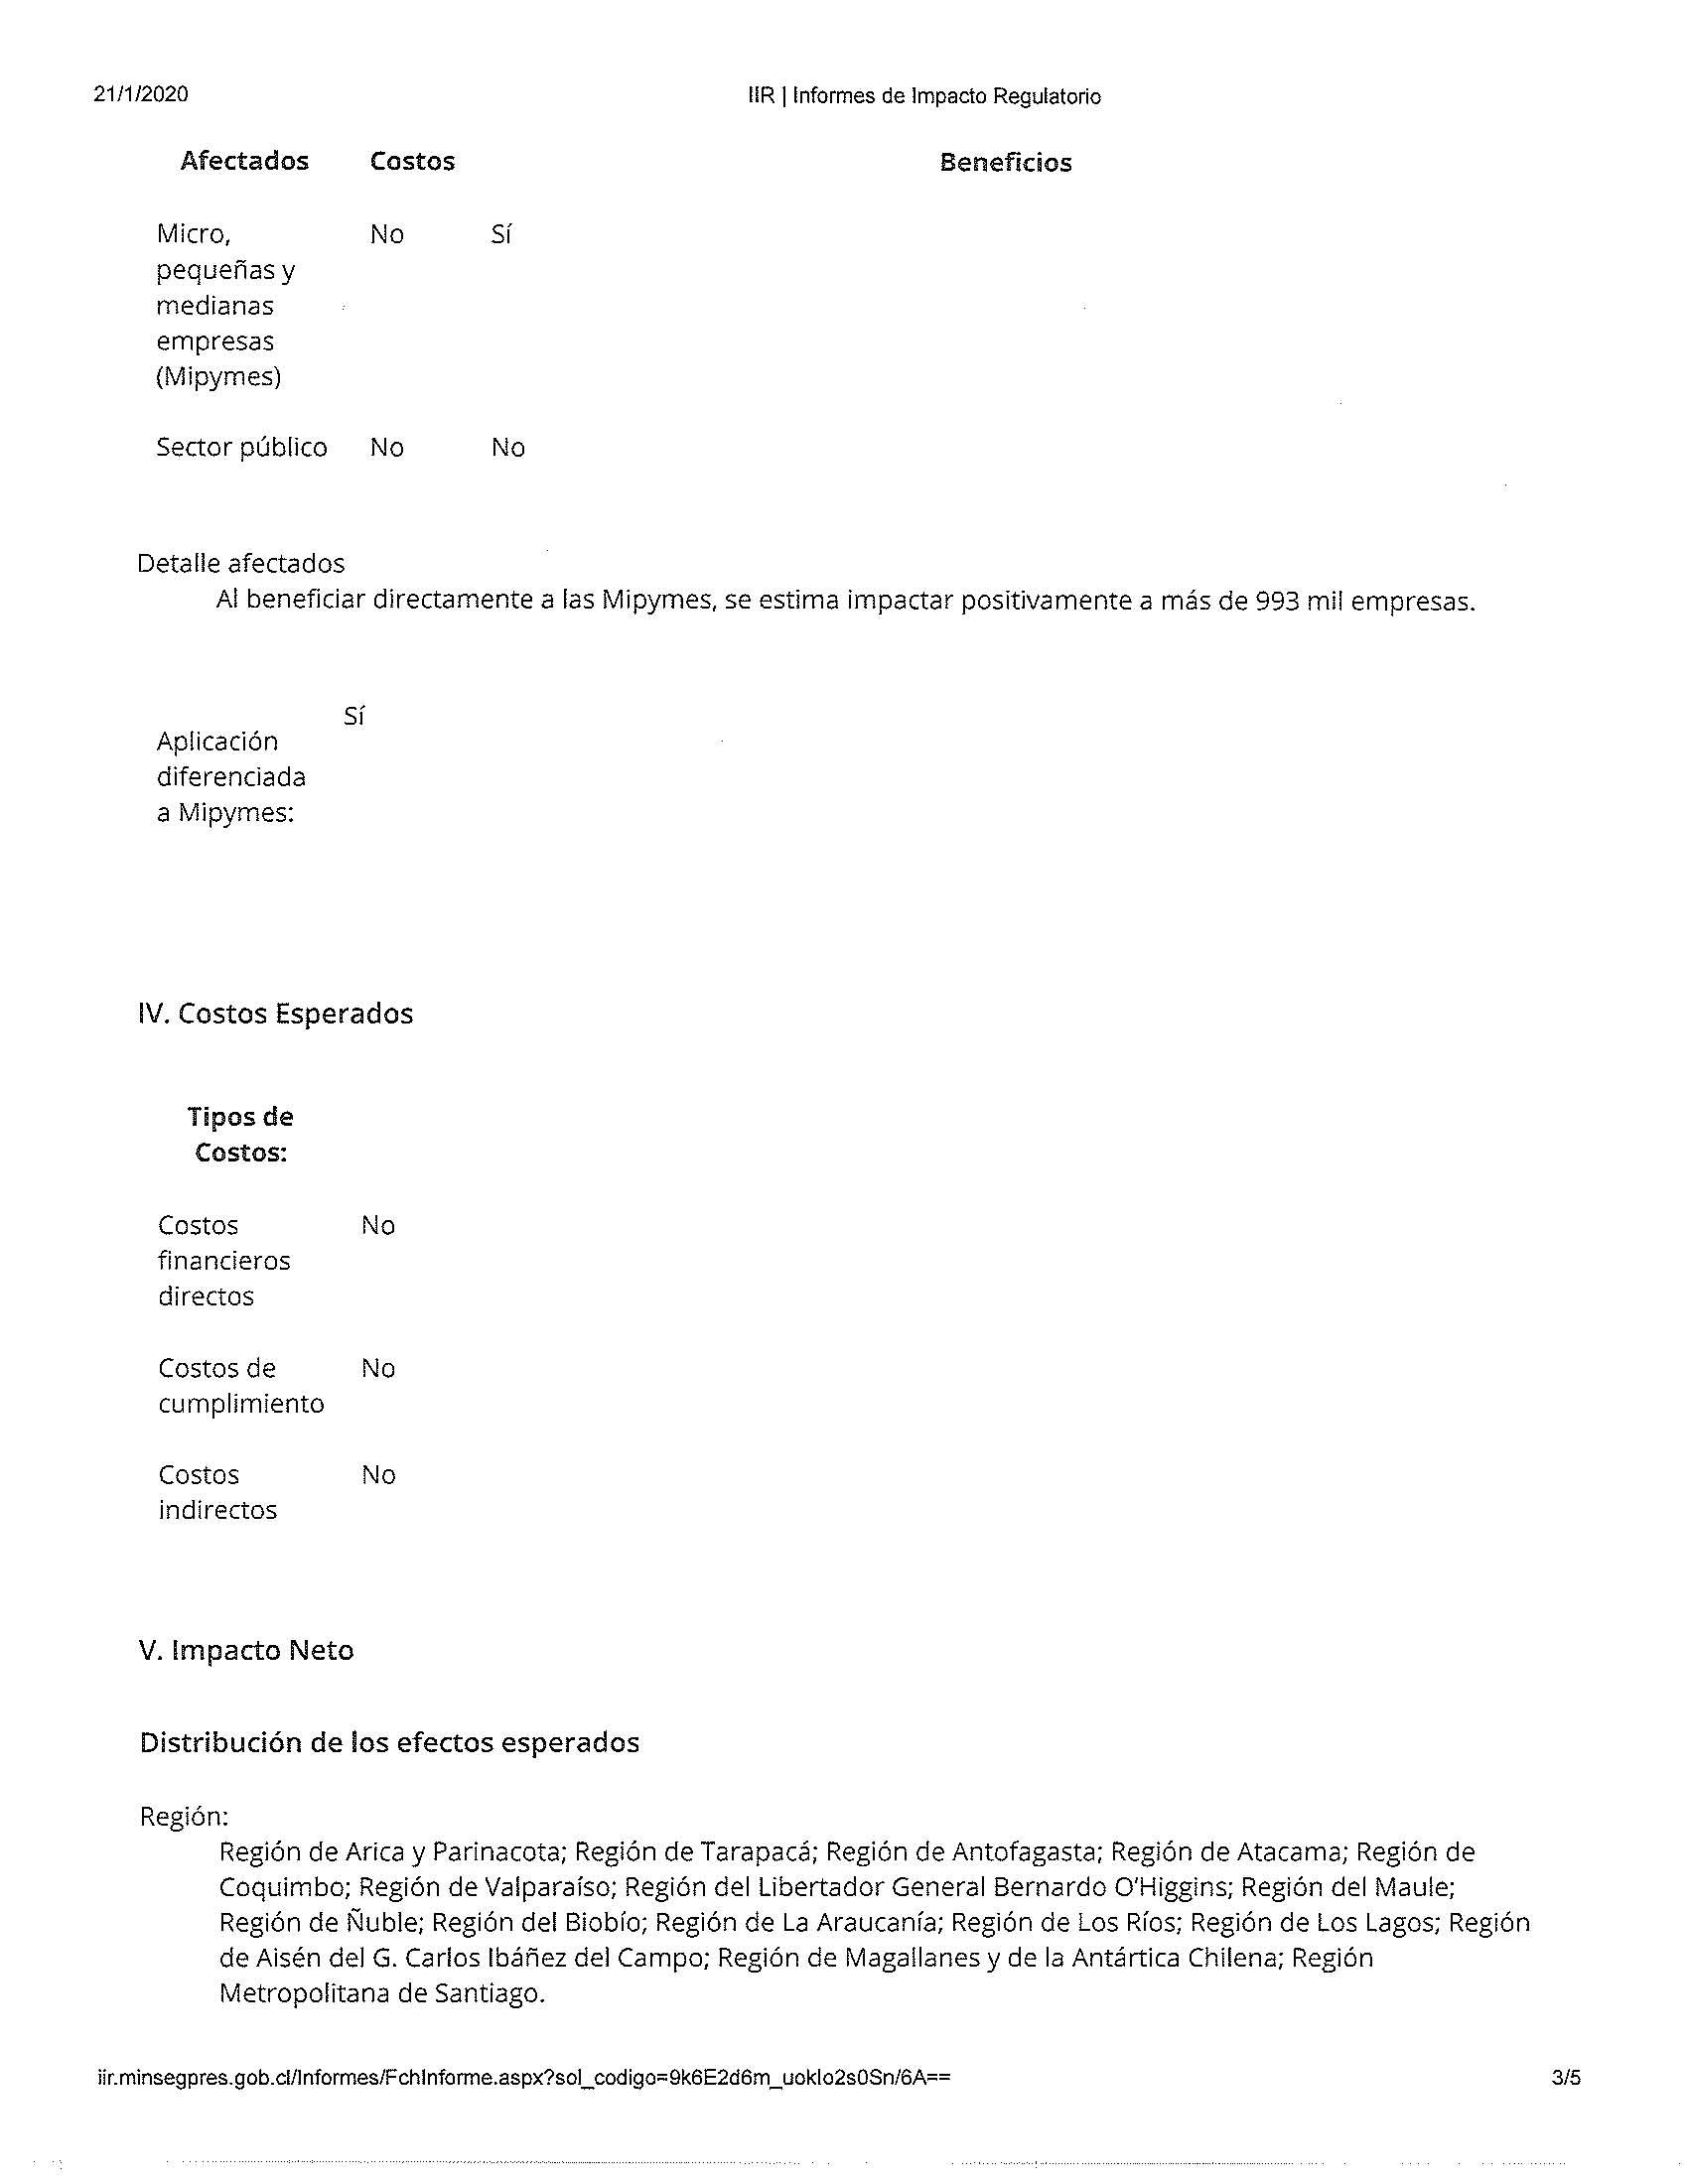 21/1/2020 IIR | Informes de Impacto Regulatorio
Afectados Costos Beneficios
Micro, No Sí
pequeñas y
medianas
empresas
(Mipymes)
Sector público No No
Detalle afectados
Al beneficiar directamente a las Mipymes, se estima impactar positivamente a más de 993 mil empresas.
Sí
Aplicación
diferenciada
a Mipymes:
IV. Costos Esperados
Tipos de
Costos:
Costos No
financieros
directos
Costos de No
cumplimiento
Costos No
indirectos
V. Impacto Neto
Distribución de los efectos esperados
Región:
Región de Arica y Parinacota; Región de Tarapacá; Región de Antofagasta; Región de Atacama; Región de
Coquimbo; Región de Valparaíso; Región del Libertador General Bernardo O'Higgins; Región del Maule;
Región de Ñuble; Región del Biobío; Región de La Araucanía; Región de Los Ríos; Región de Los Lagos; Región
de Aisén del G. Carlos Ibáñez del Campo; Región de Magallanes y de la Antártica Chilena; Región
Metropolitana de Santiago.
iir.minsegpres.gob.cl/Informes/FchInforme.aspx?sol_codigo=9k6E2d6m_uoklo2s0Sn/6A== 3/5